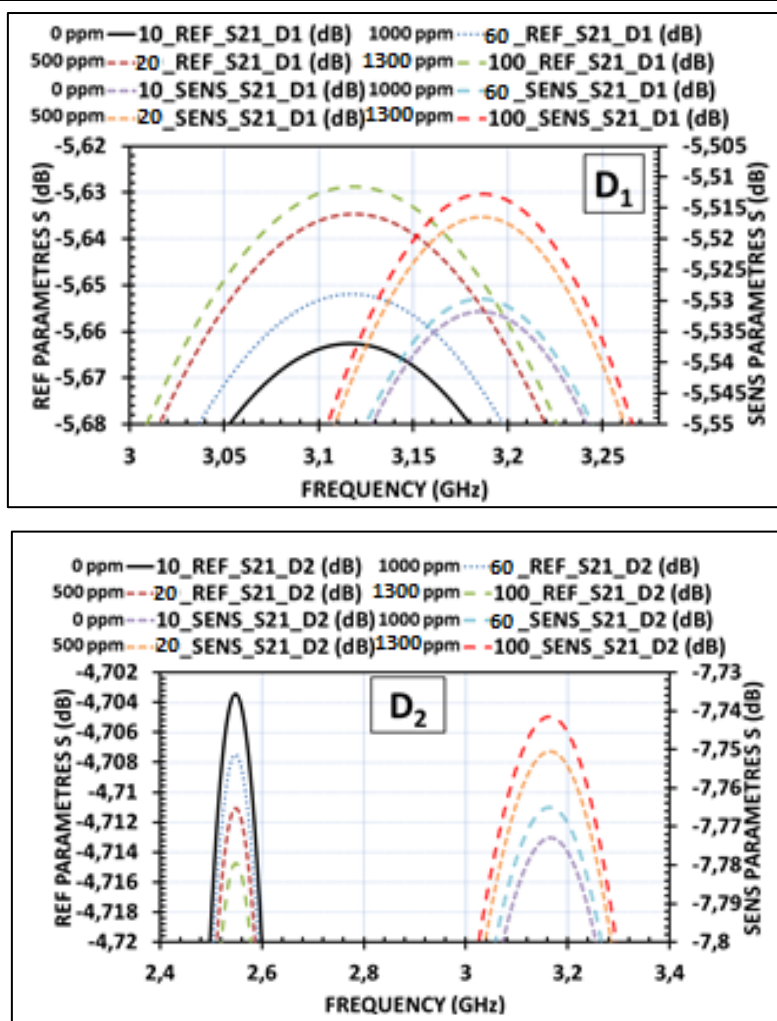 0 ppm 10_REF_S21_D1 (dB) 1000 ppm 60_REF_S21_D1 (dB)
500 ppm 20_REF_S21_D1 (dB) 1300 ppm 100_REF_S21_D1 (dB)
0 ppm 10_SENS_S21_D1 (dB) 1000 ppm 60_SENS_S21_D1 (dB)
500 ppm 20_SENS_S21_D1 (dB) 1300 ppm 100_SENS_S21_D1 (dB)
REF PARAMETRES S (dB)
-5,62
-5,63
-5,64
-5,65
-5,66
-5,67
-5,68
D1
-5,505
-5,51
-5,515
-5,52
-5,525
-5,53
-5,535
-5,54
-5,545
-5,55
SENS PARAMETRES S (dB)
3 3,05 3,1 3,15 3,2 3,25
FREQUENCY (GHz)
0 ppm 10_REF_S21_D2 (dB) 1000 ppm 60_REF_S21_D2 (dB)
500 ppm 20_REF_S21_D2 (dB) 1300 ppm 100_REF_S21_D2 (dB)
0 ppm 10_SENS_S21_D2 (dB) 1000 ppm 60_SENS_S21_D2 (dB)
500 ppm 20_SENS_S21_D2 (dB) 1300 ppm 100_SENS_S21_D2 (dB)
REF PARAMETRES S (dB)
-4,702
-4,704
-4,706
-4,708
-4,71
-4,712
-4,714
-4,716
-4,718
-4,72
D2
-7,73
-7,74
-7,75
-7,76
-7,77
-7,78
-7,79
-7,8
SENS PARAMETRES S (dB)
2,4 2,6 2,8 3 3,2 3,4
FREQUENCY (GHz)